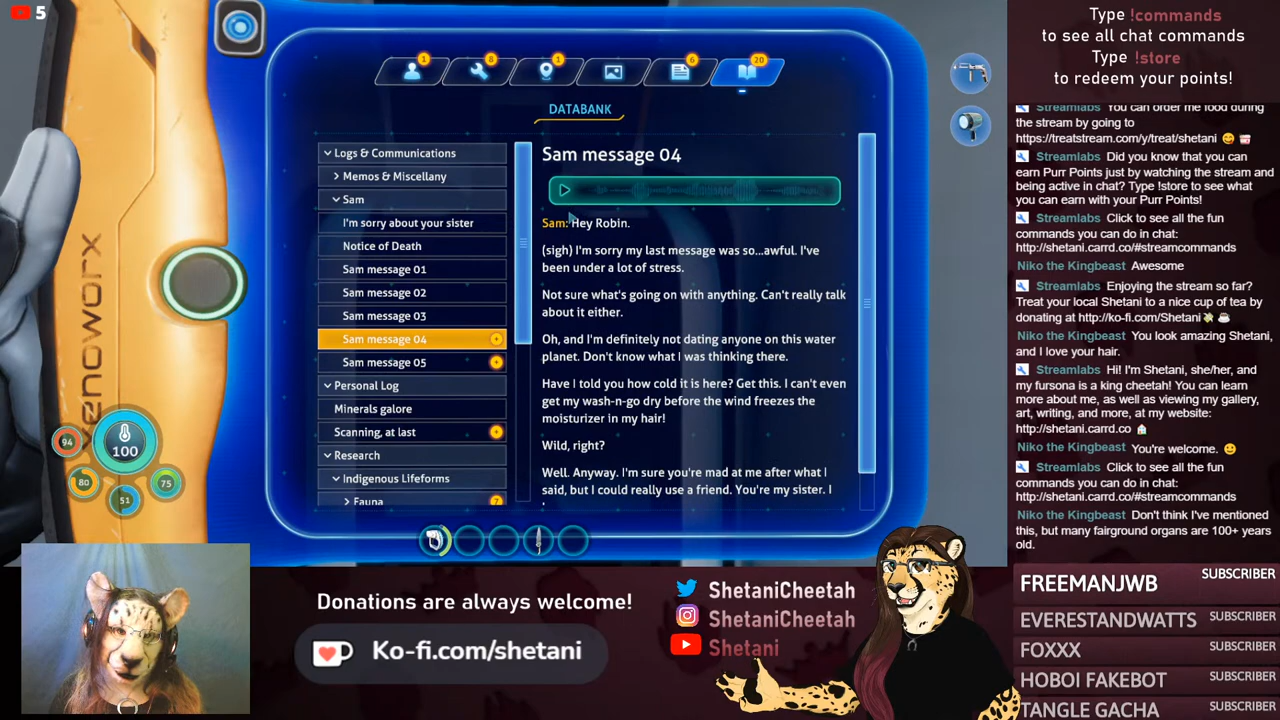 5
1
8
1
6
20
DATABANK
Logs & Communications
Memos & Miscellany
Sam
I'm sorry about your sister
Notice of Death
Sam message 01
Sam message 02
Sam message 03
Sam message 04
Sam message 05
Personal Log
Minerals galore
Scanning, at last
Research
Indigenous Lifeforms
Fauna
7
Sam message 04
Sam: Hey Robin.
(sigh) I'm sorry my last message was so...awful. I've
been under a lot of stress.
Not sure what's going on with anything. Can't really talk
about it either.
Oh, and I'm definitely not dating anyone on this water
planet. Don't know what I was thinking there.
Have I told you how cold it is here? Get this. I can't even
get my wash-n-go dry before the wind freezes the
moisturizer in my hair!
Wild, right?
Well. Anyway. I'm sure you're mad at me after what I
said, but I could really use a friend. You're my sister. I
enoworx
94
100
80
51
75
Donations are always welcome!
Ko-fi.com/shetani
ShetaniCheetah
ShetaniCheetah
Shetani
Type !commands
to see all chat commands
Type !store
to redeem your points!
Streamlabs You can order me food during
the stream by going to
https://treatstream.com/y/treat/shetani
Streamlabs Did you know that you can
earn Purr Points just by watching the stream and
being active in chat? Type !store to see what
you can earn with your Purr Points!
Streamlabs Click to see all the fun
commands you can do in chat:
http://shetani.carrd.co/#streamcommands
Niko the Kingbeast Awesome
Streamlabs Enjoying the stream so far?
Treat your local Shetani to a nice cup of tea by
donating at http://ko-fi.com/Shetani
Niko the Kingbeast You look amazing Shetani,
and I love your hair.
Streamlabs Hi! I'm Shetani, she/her, and
my fursona is a king cheetah! You can learn
more about me, as well as viewing my gallery,
art, writing, and more, at my website:
http://shetani.carrd.co
Niko the Kingbeast You're welcome.
Streamlabs Click to see all the fun
commands you can do in chat:
http://shetani.carrd.co/#streamcommands
Niko the Kingbeast Don't think I've mentioned
this, but many fairground organs are 100+ years
old.
FREEMANJWB SUBSCRIBER
EVERESTANDWATTS SUBSCRIBER
FOXXX SUBSCRIBER
HOBOI FAKEBOT SUBSCRIBER
TANGLE GACHA SUBSCRIBER